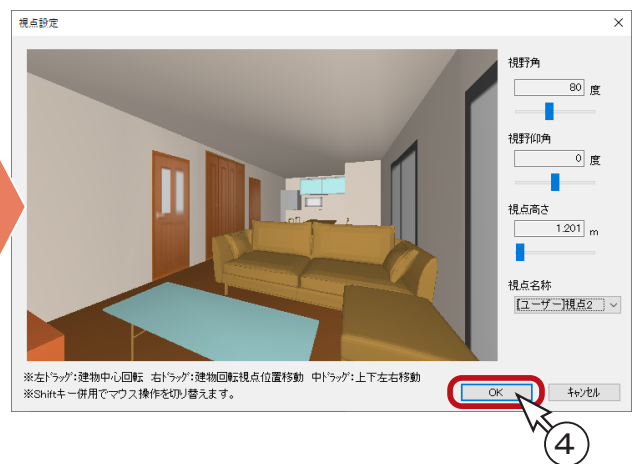 視点設定
視野角
80 度
視野仰角
0 度
視点高さ
1.201 m
視点名称
[ユーザー]視点2
※左ﾄﾞﾗｯｸﾞ:建物中心回転 右ﾄﾞﾗｯｸﾞ:建物回転視点位置移動 中ﾄﾞﾗｯｸﾞ:上下左右移動
※Shiftキー併用でマウス操作を切り替えます。
OK
ｷｬﾝｾﾙ
4